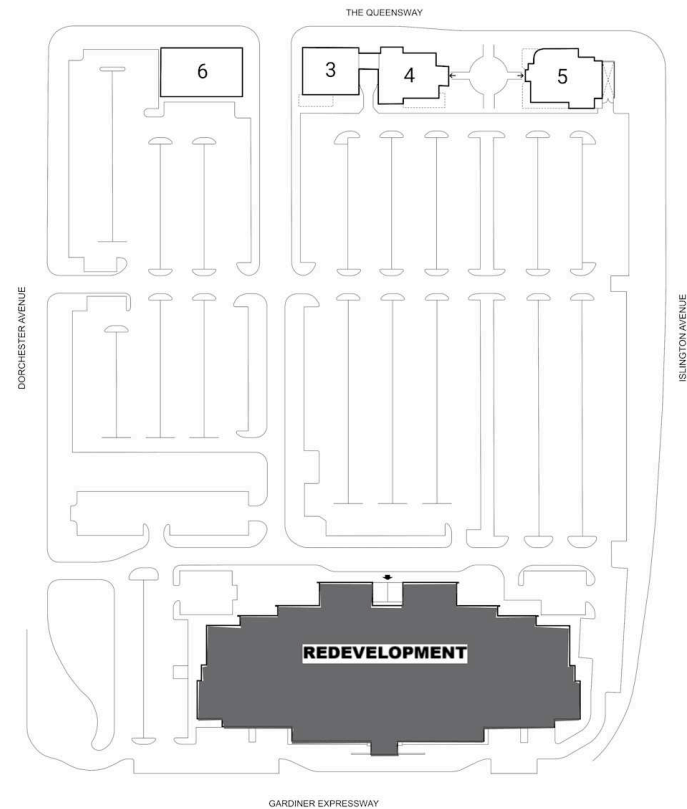 THE QUEENSWAY
6
3
4
5
DORCHESTER AVENUE
ISLINGTON AVENUE
REDEVELOPMENT
GARDINER EXPRESSWAY